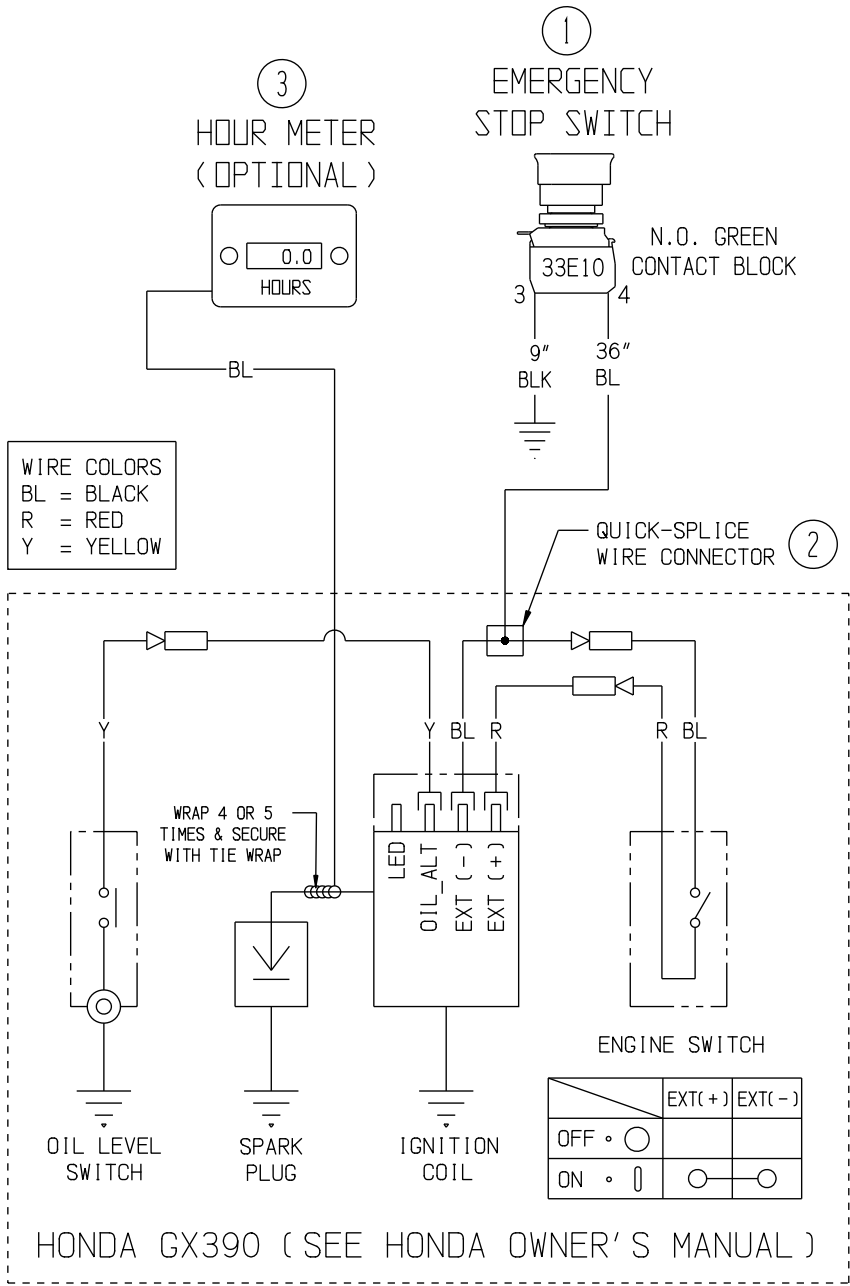 1
EMERGENCY
STOP SWITCH
3
HOUR METER
(OPTIONAL)
0.0
HOURS
N.O. GREEN
CONTACT BLOCK
33E10
3
4
9"
BLK
36"
BL
BL
WIRE COLORS
BL = BLACK
R = RED
Y = YELLOW
QUICK-SPLICE
WIRE CONNECTOR
2
Y
Y
BL
R
R
BL
WRAP 4 OR 5
TIMES & SECURE
WITH TIE WRAP
LED
OIL_ALT
EXT (-)
EXT (+)
ENGINE SWITCH
EXT(+)
EXT(-)
OFF
ON
OIL LEVEL
SWITCH
SPARK
PLUG
IGNITION
COIL
HONDA GX390 (SEE HONDA OWNER'S MANUAL)